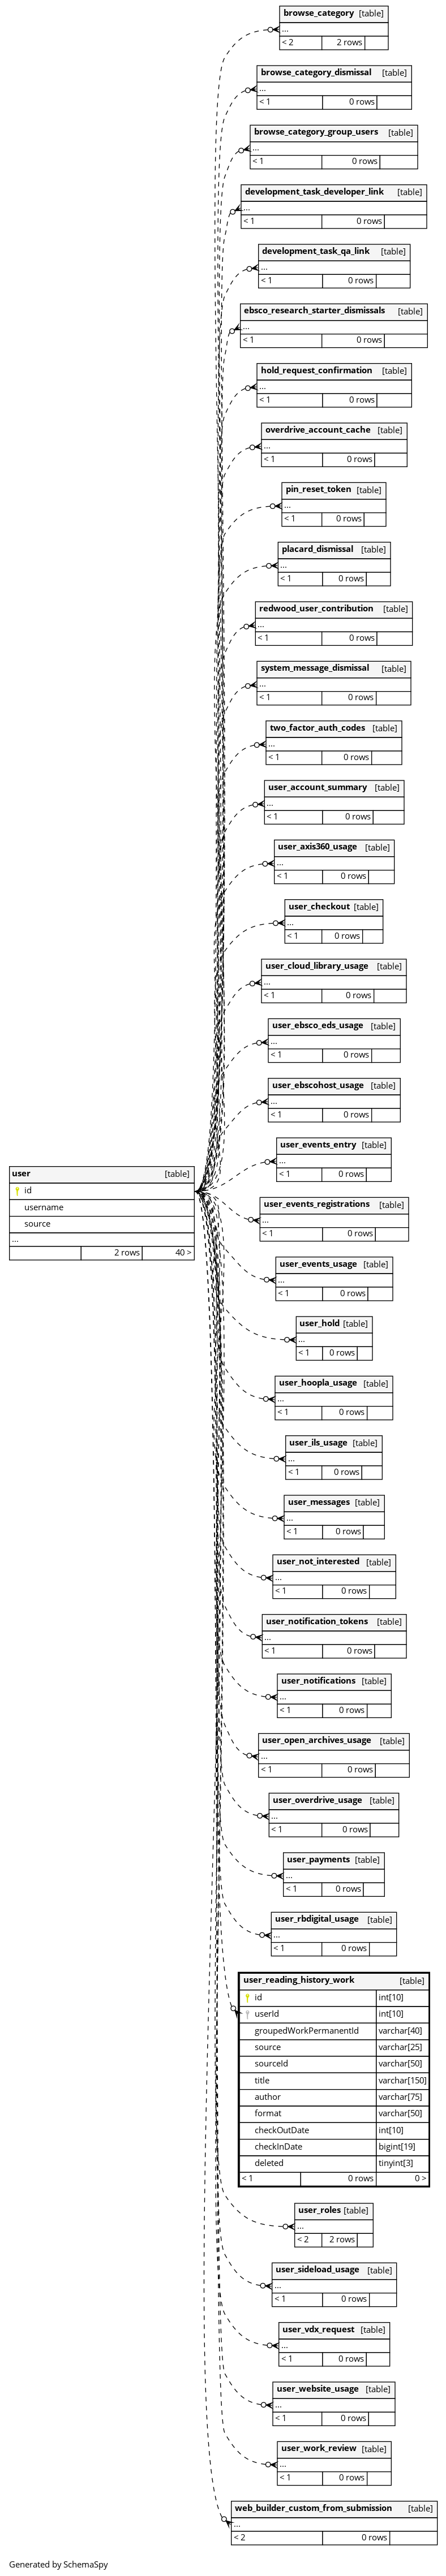 browse_category [table]
...
< 2 2 rows
browse_category_dismissal [table]
...
< 1 0 rows
browse_category_group_users [table]
...
< 1 0 rows
development_task_developer_link [table]
...
< 1 0 rows
development_task_qa_link [table]
...
< 1 0 rows
ebsco_research_starter_dismissals [table]
...
< 1 0 rows
hold_request_confirmation [table]
...
< 1 0 rows
overdrive_account_cache [table]
...
< 1 0 rows
pin_reset_token [table]
...
< 1 0 rows
placard_dismissal [table]
...
< 1 0 rows
redwood_user_contribution [table]
...
< 1 0 rows
system_message_dismissal [table]
...
< 1 0 rows
two_factor_auth_codes [table]
...
< 1 0 rows
user_account_summary [table]
...
< 1 0 rows
user_axis360_usage [table]
...
< 1 0 rows
user_checkout [table]
...
< 1 0 rows
user_cloud_library_usage [table]
...
< 1 0 rows
user_ebsco_eds_usage [table]
...
< 1 0 rows
user_ebscohost_usage [table]
...
< 1 0 rows
user_events_entry [table]
...
< 1 0 rows
user [table]
id
username
source
...
2 rows 40 >
user_events_registrations [table]
...
< 1 0 rows
user_events_usage [table]
...
< 1 0 rows
user_hold [table]
...
< 1 0 rows
user_hoopla_usage [table]
...
< 1 0 rows
user_ils_usage [table]
...
< 1 0 rows
user_messages [table]
...
< 1 0 rows
user_not_interested [table]
...
< 1 0 rows
user_notification_tokens [table]
...
< 1 0 rows
user_notifications [table]
...
< 1 0 rows
user_open_archives_usage [table]
...
< 1 0 rows
user_overdrive_usage [table]
...
< 1 0 rows
user_payments [table]
...
< 1 0 rows
user_rbdigital_usage [table]
...
< 1 0 rows
user_reading_history_work [table]
id int[10]
userId int[10]
groupedWorkPermanentId varchar[40]
source varchar[25]
sourceId varchar[50]
title varchar[150]
author varchar[75]
format varchar[50]
checkOutDate int[10]
checkInDate bigint[19]
deleted tinyint[3]
< 1 0 rows 0 >
user_roles [table]
...
< 2 2 rows
user_sideload_usage [table]
...
< 1 0 rows
user_vdx_request [table]
...
< 1 0 rows
user_website_usage [table]
...
< 1 0 rows
user_work_review [table]
...
< 1 0 rows
web_builder_custom_from_submission [table]
...
< 2 0 rows
Generated by SchemaSpy